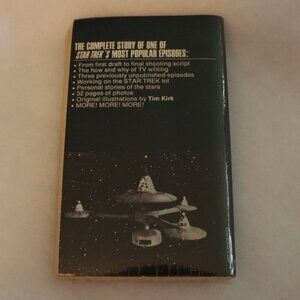 THE COMPLETE STORY OF ONE OF
STAR TREK'S MOST POPULAR EPISODES:
• From first draft to final shooting script
• The how and why of TV writing
• Three previously unpublished episodes
• Working on the STAR TREK lot
• Personal stories of the stars
• 32 pages of photos
• Original illustrations by Tim Kirk
• MORE! MORE! MORE!